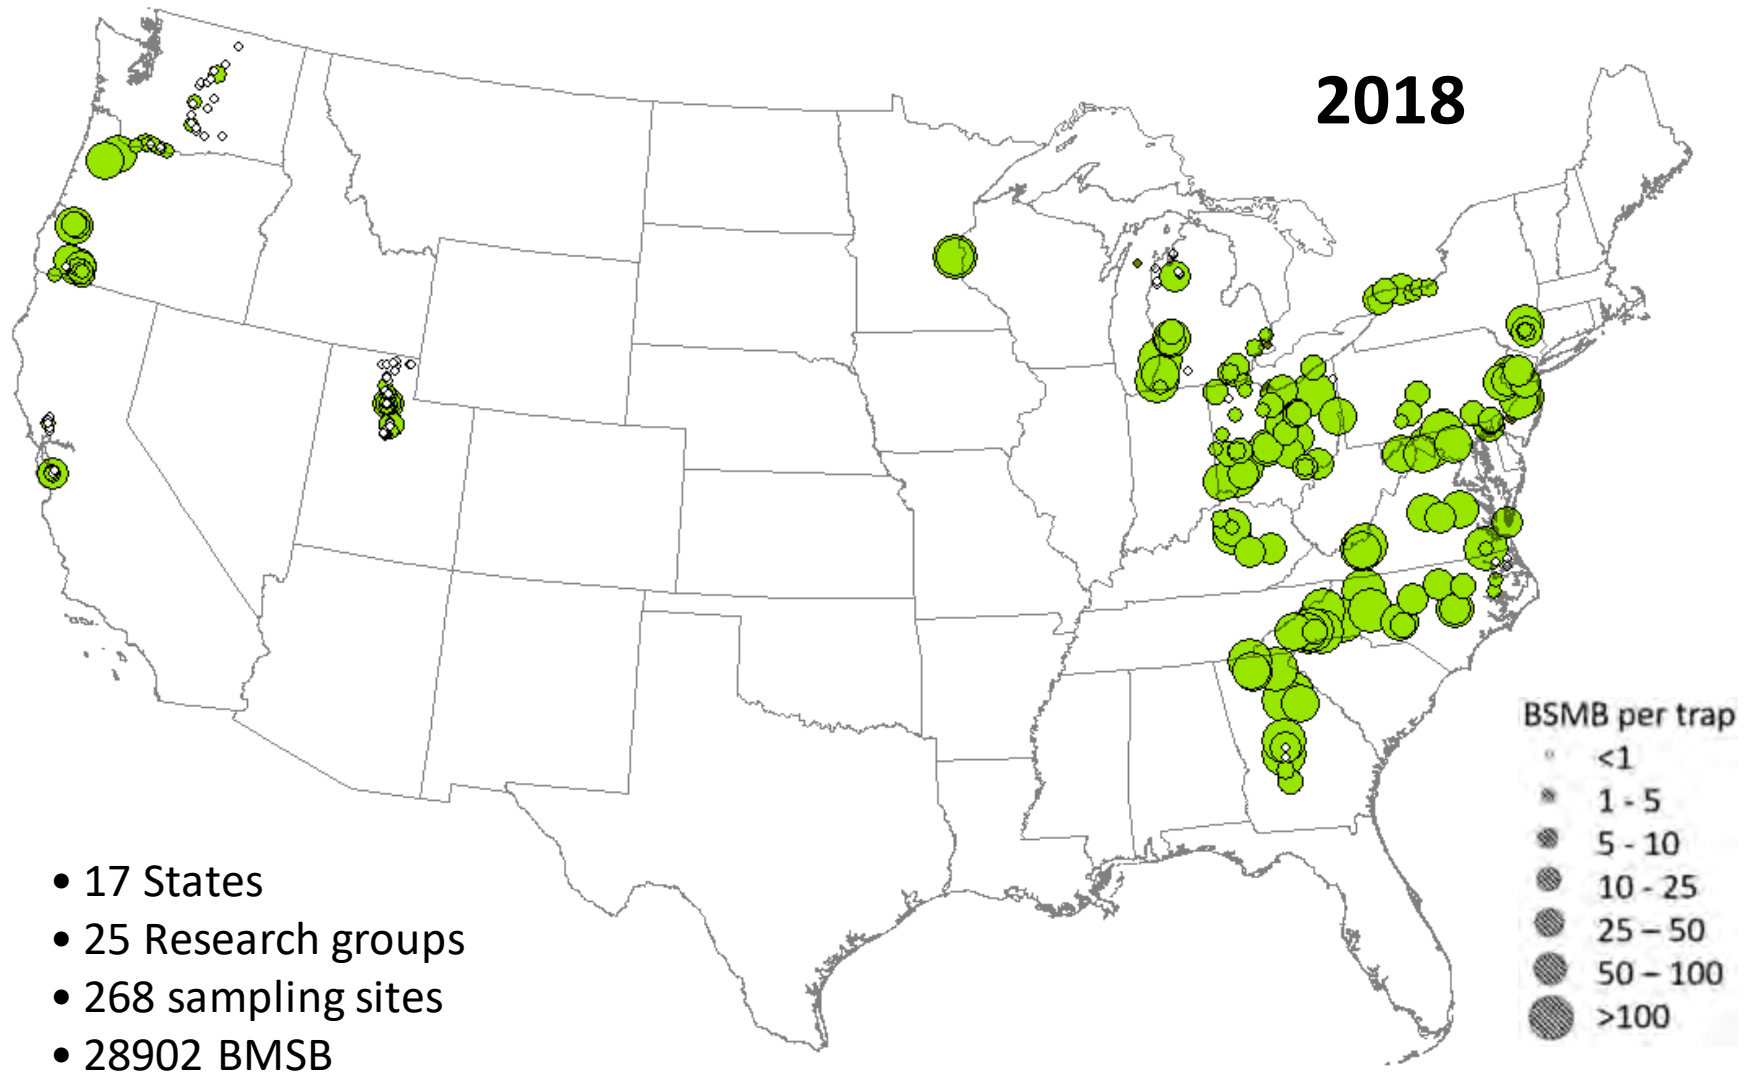 2018
BSMB per trap
<1
1 - 5
5 - 10
10 - 25
25 – 50
50 – 100
>100
• 17 States
• 25 Research groups
• 268 sampling sites
• 28902 BMSB